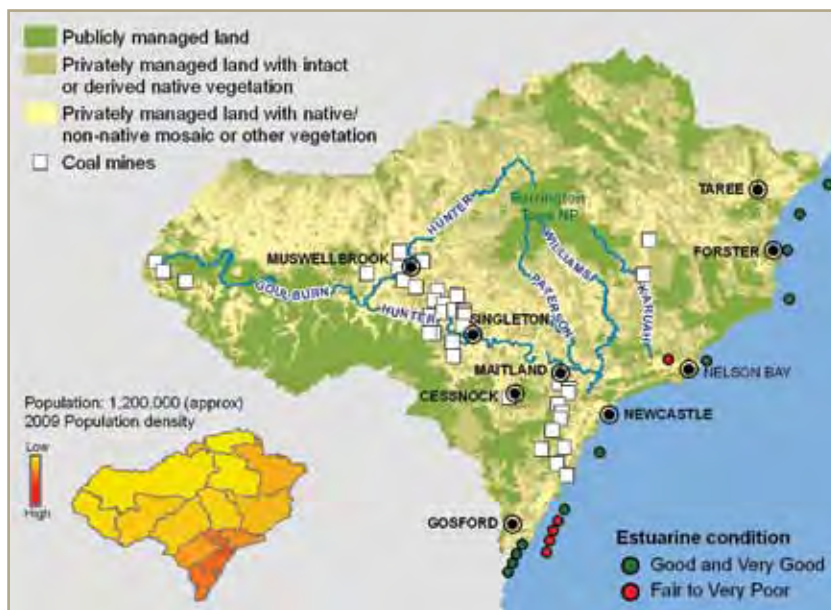 Publicly managed land
Privately managed land with intact
or derived native vegetation
Privately managed land with native/
non-native mosaic or other vegetation
Coal mines
TAREE
Barrington
Tops NP
HUNTER
FORSTER
MUSWELLBROOK
WILLIAMS
PATERSON
KARUAH
GOULBURN
HUNTER
SINGLETON
MAITLAND
NELSON BAY
CESSNOCK
NEWCASTLE
Population: 1,200,000 (approx)
2009 Population density
Low
High
GOSFORD
Estuarine condition
Good and Very Good
Fair to Very Poor